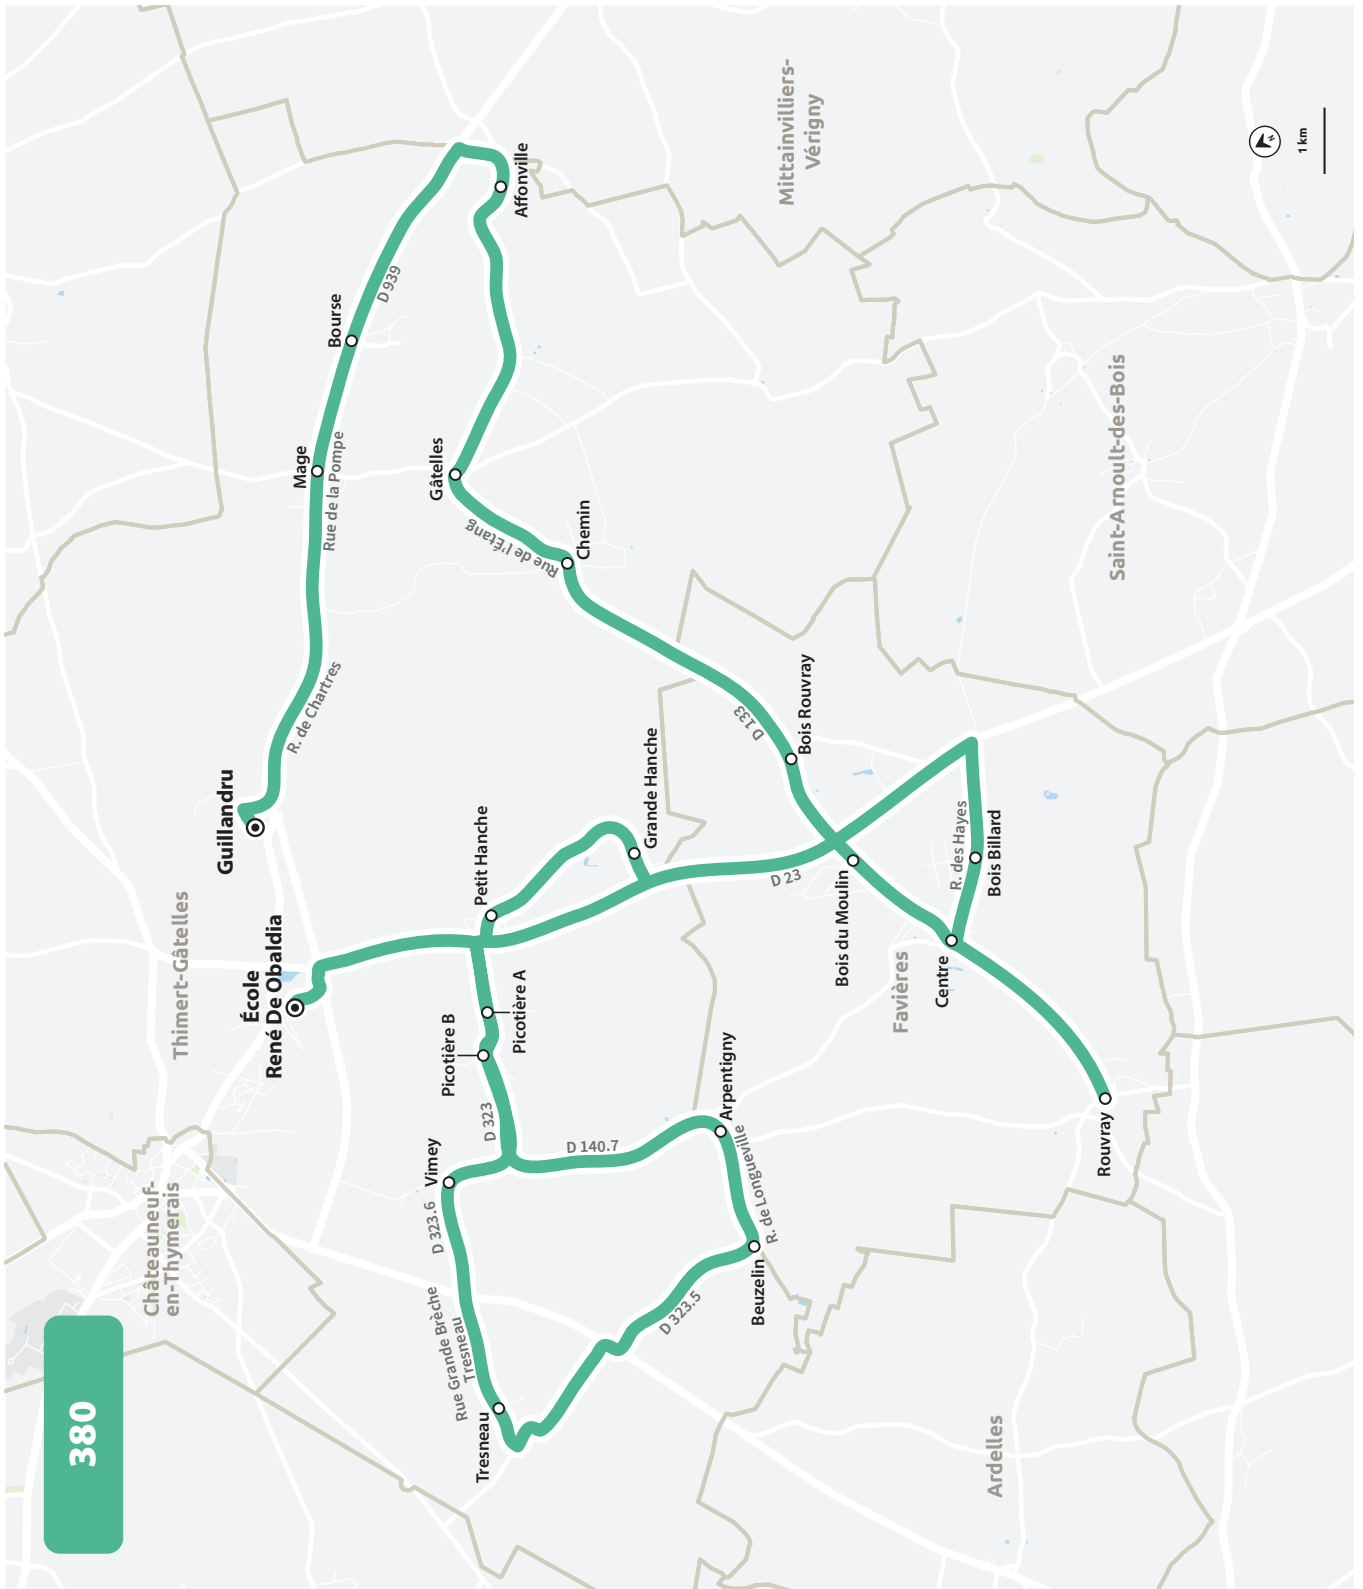 380
Châteauneuf-
en-Thymerais
Thimert-Gâtelles
Guillandru
École
René De Obaldia
R. de Chartres
Mage
Rue de la Pompe
Bourse
D 939
Affonville
Gâtelles
Rue de l'Étang
Chemin
Mittainvilliers-
Vérigny
N
1 km
Petit Hanche
Grande Hanche
Bois Rouvray
D 133
Saint-Arnoult-des-Bois
Picotière B
Picotière A
D 23
Bois du Moulin
R. des Hayes
Bois Billard
Centre
Favières
Vimey
D 323
D 140.7
Arpentigny
R. de Longueville
Rouvray
D 323.6
Rue Grande Brèche
Tresneau
Tresneau
D 323.5
Beuzelin
Ardelles